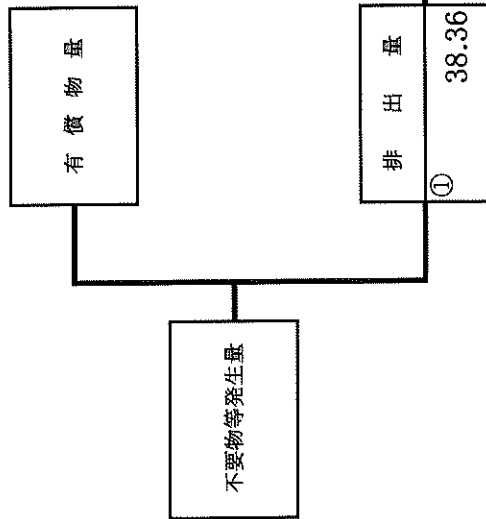 有償物量
不要物等発生量
排出量
①
38.36